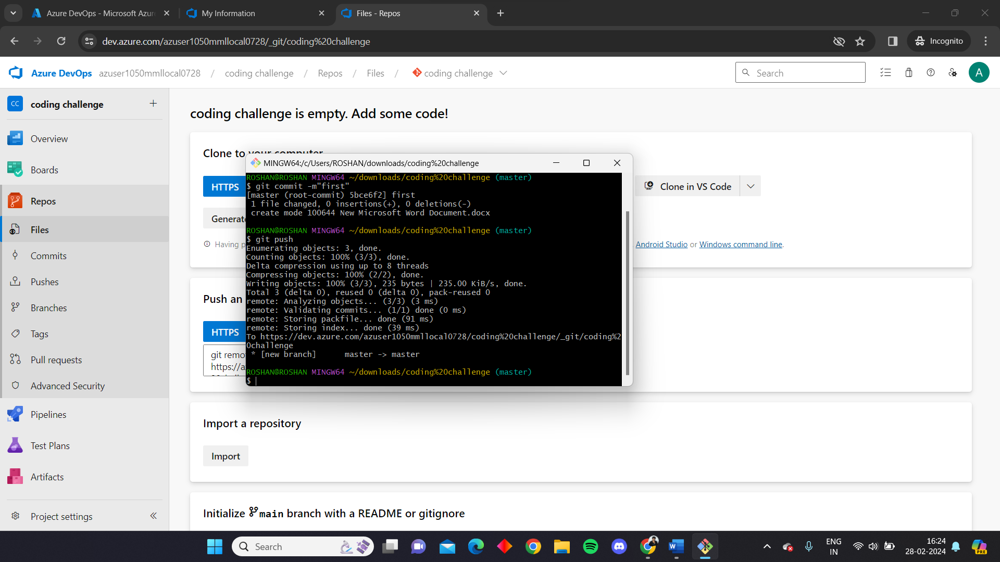 Azure DevOps - Microsoft Azur
My Information
Files - Repos
dev.azure.com/azuser1050mmllocal0728/_git/coding%20challenge
Incognito
Azure DevOps azuser1050mmllocal0728 / coding challenge / Repos / Files / coding challenge
Search
A
CC coding challenge
Overview
Boards
Repos
Files
Commits
Pushes
Branches
Tags
Pull requests
Advanced Security
Pipelines
Test Plans
Artifacts
Project settings
coding challenge is empty. Add some code!
Clone to your computer
HTTPS
Clone in VS Code
Generate
Having p
. Android Studio or Windows command line.
Push an
HTTPS
git remo
https://a
MINGW64:/c/Users/ROSHAN/downloads/coding%20challenge
ROSHAN@ROSHAN MINGW64 ~/downloads/coding%20challenge (master)
$ git commit -m"first"
[master (root-commit) 5bce6f2] first
1 file changed, 0 insertions(+), 0 deletions(-)
create mode 100644 New Microsoft Word Document.docx
ROSHAN@ROSHAN MINGW64 ~/downloads/coding%20challenge (master)
$ git push
Enumerating objects: 3, done.
Counting objects: 100% (3/3), done.
Delta compression using up to 8 threads
Compressing objects: 100% (2/2), done.
Writing objects: 100% (3/3), 235 bytes | 235.00 KiB/s, done.
Total 3 (delta 0), reused 0 (delta 0), pack-reused 0
remote: Analyzing objects... (3/3) (3 ms)
remote: Validating commits... (1/1) done (0 ms)
remote: Storing packfile... done (91 ms)
remote: Storing index... done (39 ms)
To https://dev.azure.com/azuser1050mmllocal0728/coding%20challenge/_git/coding%2
0challenge
* [new branch]      master -> master
ROSHAN@ROSHAN MINGW64 ~/downloads/coding%20challenge (master)
$
Import a repository
Import
Initialize main branch with a README or gitignore
Search
ENG
IN
16:24
28-02-2024
PRE